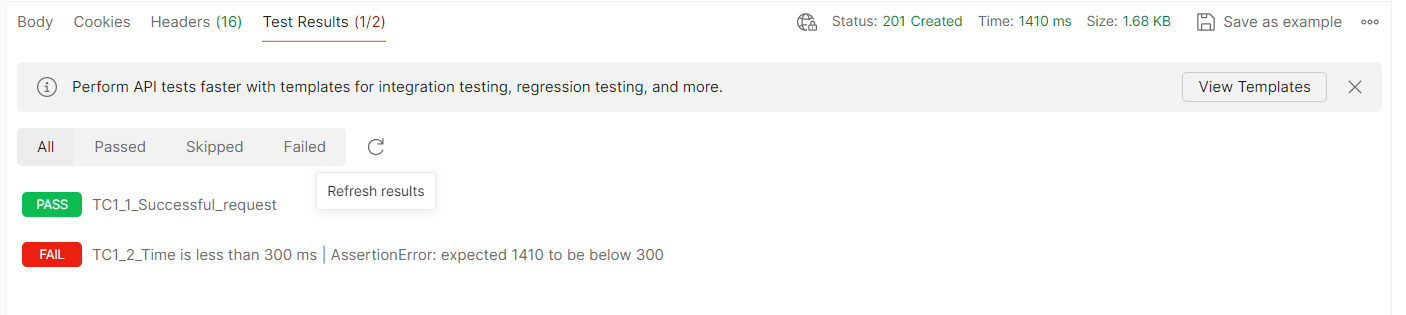 Body Cookies Headers (16) Test Results (1/2) Status: 201 Created Time: 1410 ms Size: 1.68 KB Save as example
Perform API tests faster with templates for integration testing, regression testing, and more. View Templates
All Passed Skipped Failed
Refresh results
PASS TC1_1_Successful_request
FAIL TC1_2_Time is less than 300 ms | AssertionError: expected 1410 to be below 300